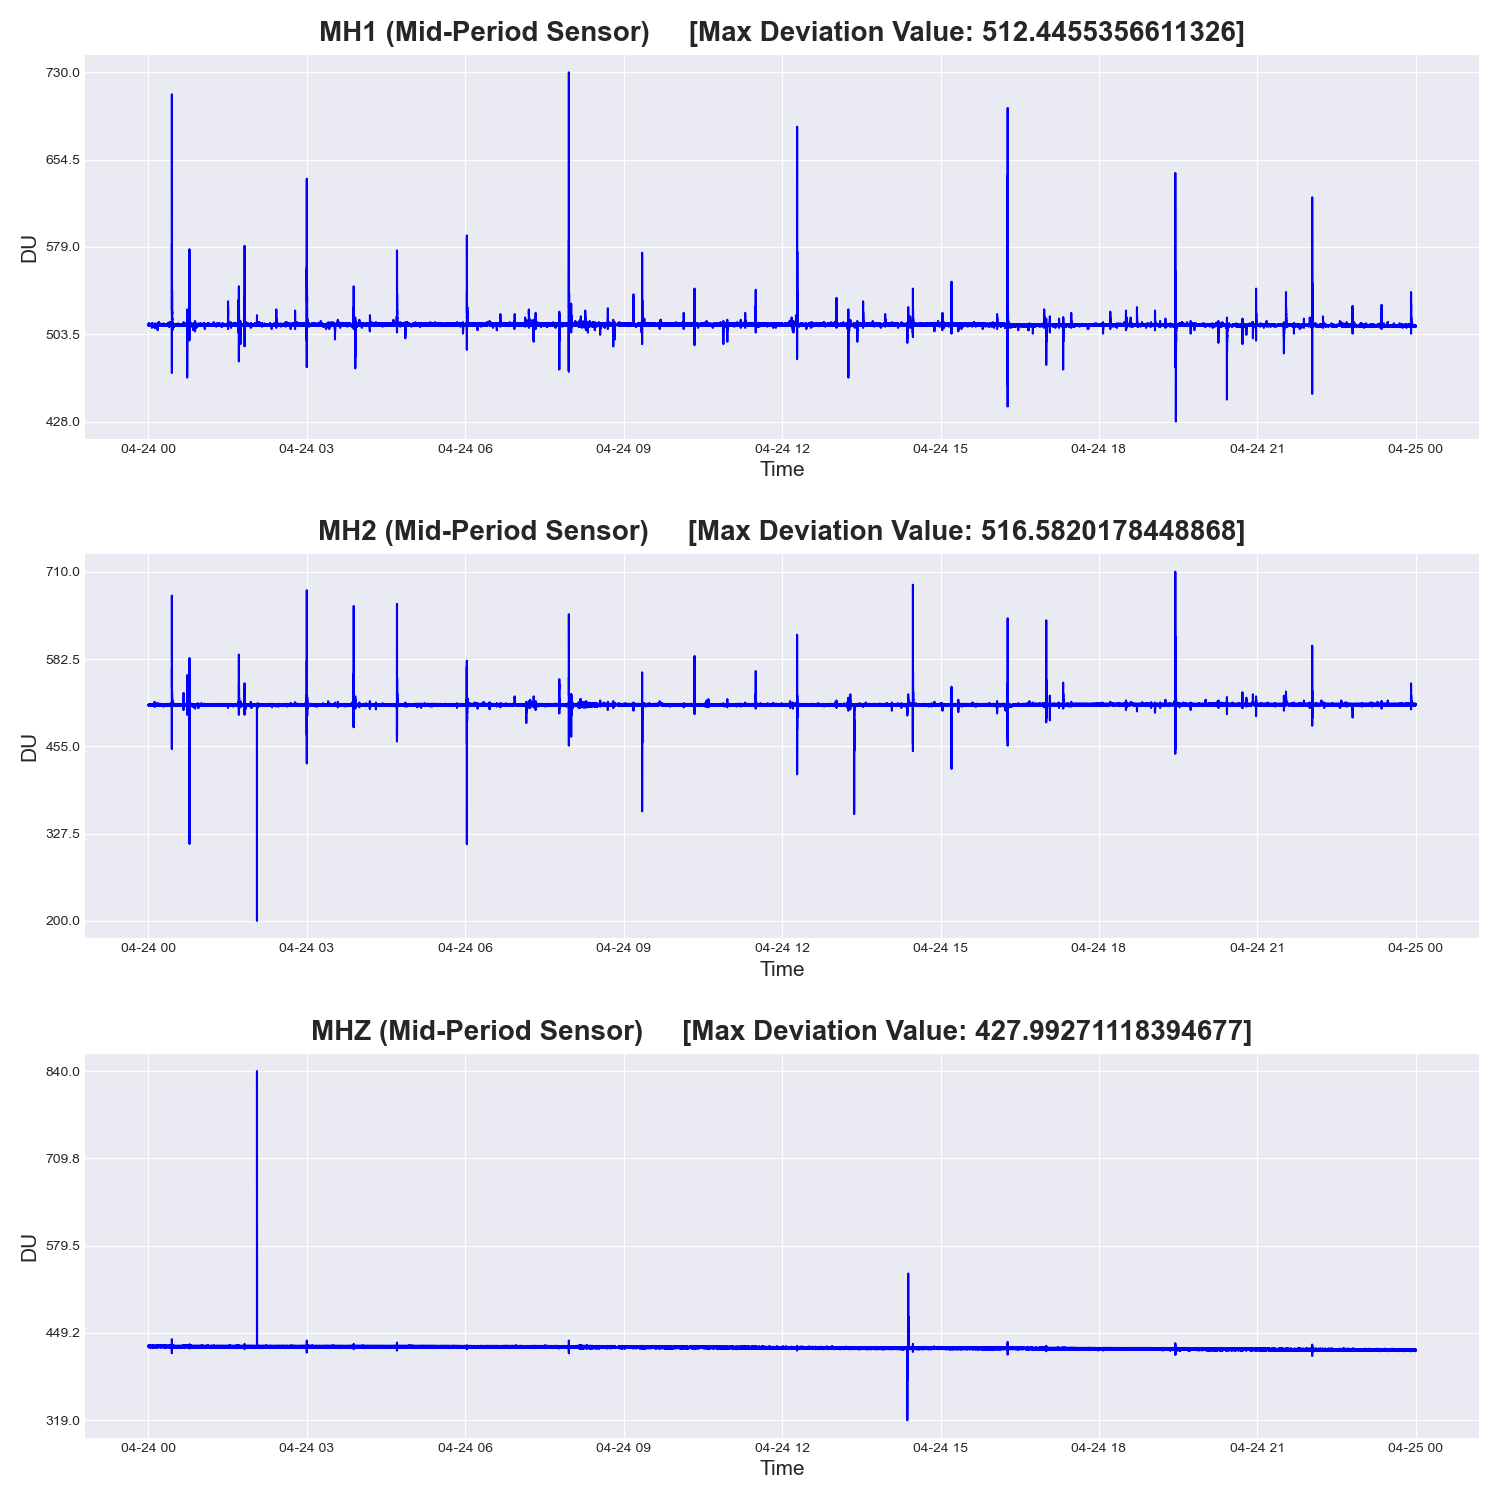 MH1 (Mid-Period Sensor) [Max Deviation Value: 512.4455356611326]
730.0
654.5
579.0
503.5
428.0
DU
04-24 00 04-24 03 04-24 06 04-24 09 04-24 12 04-24 15 04-24 18 04-24 21 04-25 00
Time
MH2 (Mid-Period Sensor) [Max Deviation Value: 516.5820178448868]
710.0
582.5
455.0
327.5
200.0
DU
04-24 00 04-24 03 04-24 06 04-24 09 04-24 12 04-24 15 04-24 18 04-24 21 04-25 00
Time
MHZ (Mid-Period Sensor) [Max Deviation Value: 427.99271118394677]
840.0
709.8
579.5
449.2
319.0
DU
04-24 00 04-24 03 04-24 06 04-24 09 04-24 12 04-24 15 04-24 18 04-24 21 04-25 00
Time